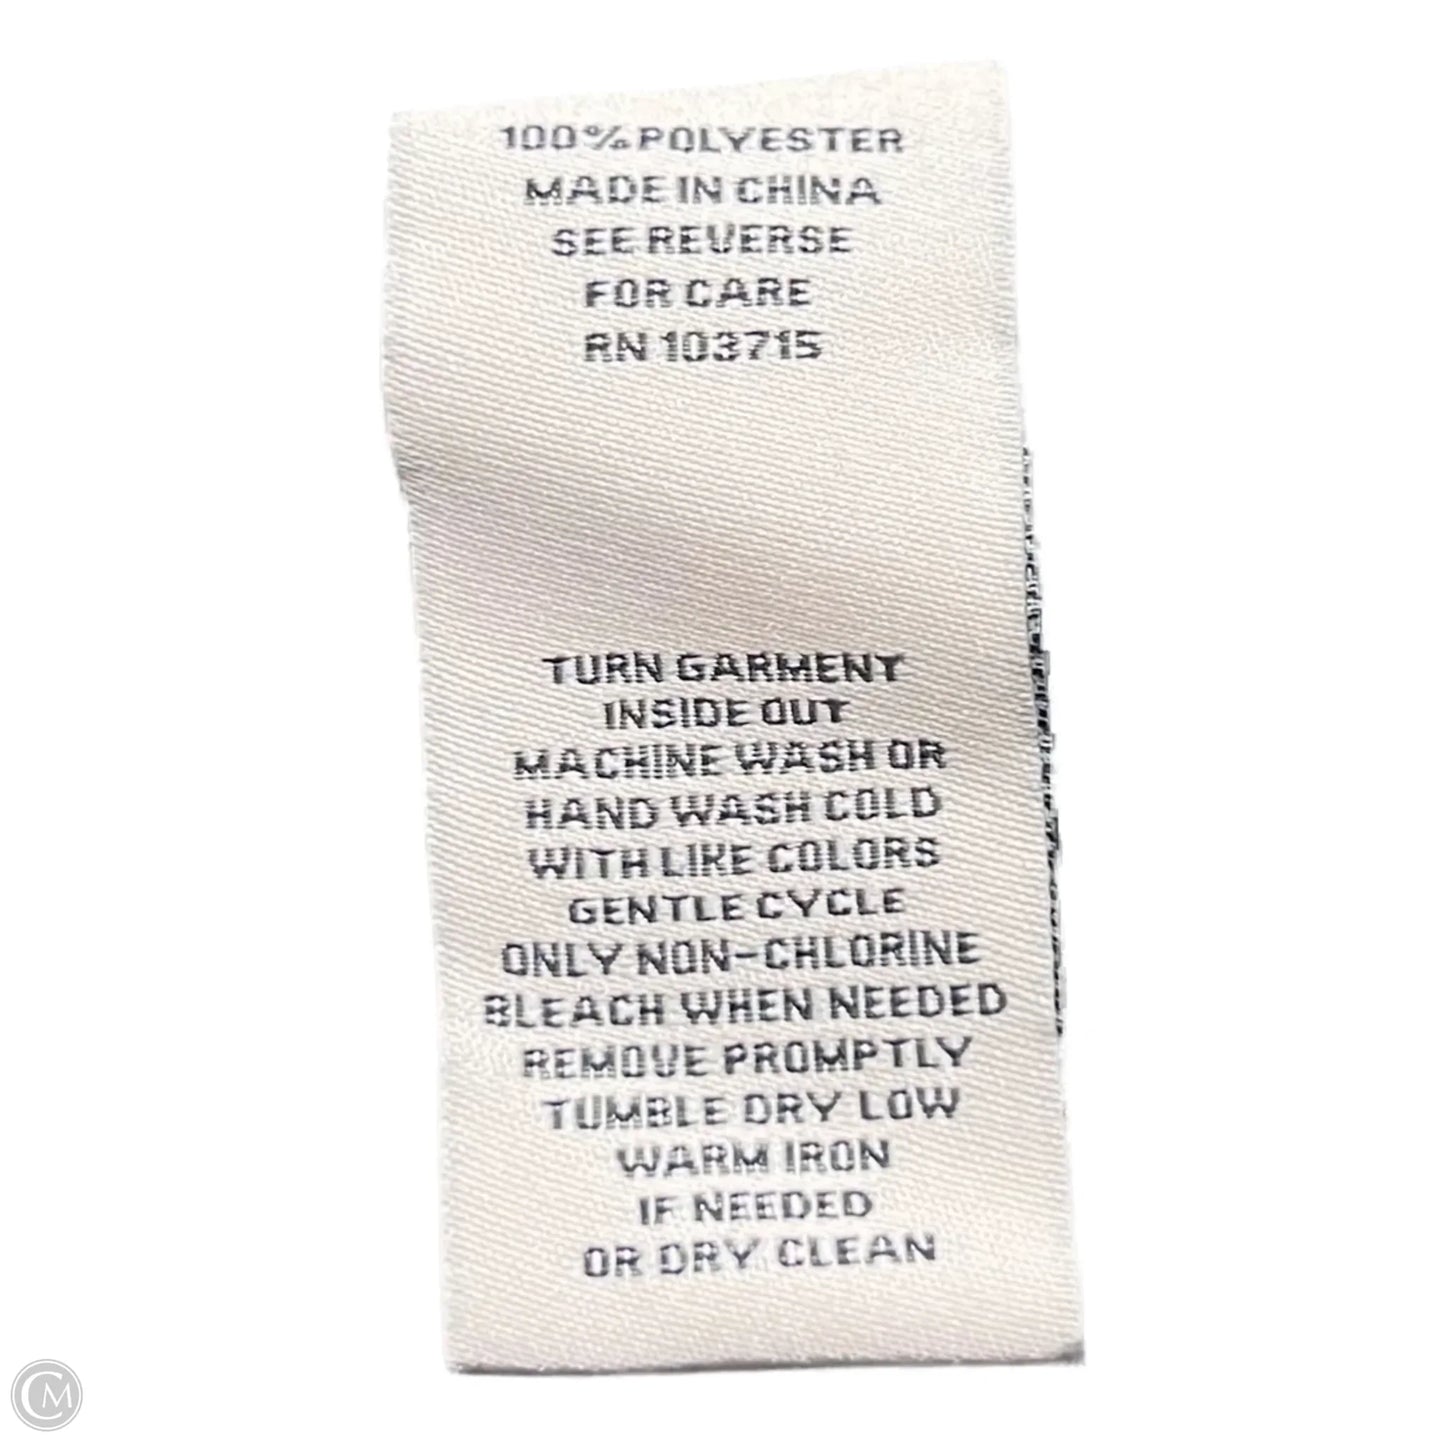 100% POLYESTER
MADE IN CHINA
SEE REVERSE
FOR CARE
RN 103715
TURN GARMENT
INSIDE OUT
MACHINE WASH OR
HAND WASH COLD
WITH LIKE COLORS
GENTLE CYCLE
ONLY NON-CHLORINE
BLEACH WHEN NEEDED
REMOVE PROMPTLY
TUMBLE DRY LOW
WARM IRON
IF NEEDED
OR DRY CLEAN
CM